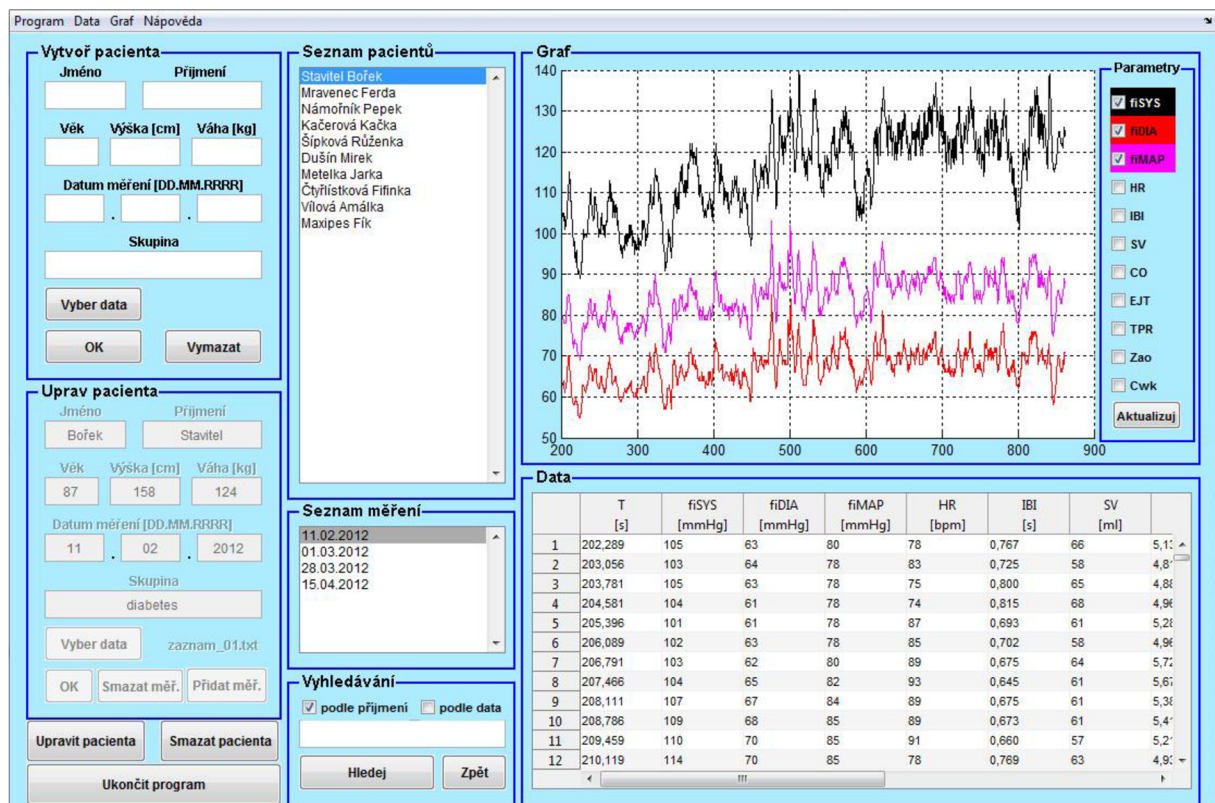 Program Data Graf Nápověda
Vytvoř pacienta
Jméno Přijmení
Věk Výška [cm] Váha [kg]
Datum měření [DD.MM.RRRR]
. .
Skupina
Vyber data
OK Vymazat
Uprav pacienta
Jméno Přijmení
Bořek Stavitel
Věk Výška [cm] Váha [kg]
87 158 124
Datum měření [DD.MM.RRRR]
11 . 02 . 2012
Skupina
diabetes
Vyber data zaznam_01.txt
OK Smazat měř. Přidat měř.
Upravit pacienta Smazat pacienta
Ukončit program
Seznam pacientů
Stavitel Bořek
Mravenec Ferda
Námořník Pepek
Kačerová Kačka
Šípková Růženka
Dušín Mirek
Metelka Jarka
Čtyřlístková Fifinka
Vílová Amálka
Maxipes Fík
Seznam měření
11.02.2012
01.03.2012
28.03.2012
15.04.2012
Vyhledávání
podle přijmení podle data
Hledej Zpět
Graf
140
130
120
110
100
90
80
70
60
50
200 300 400 500 600 700 800 900
Parametry
fiSYS
fiDIA
fiMAP
HR
IBI
SV
CO
EJT
TPR
Zao
Cwk
Aktualizuj
Data
T fiSYS fiDIA fiMAP HR IBI SV
[s] [mmHg] [mmHg] [mmHg] [bpm] [s] [ml]
1 202,289 105 63 80 78 0,767 66
2 203,056 103 64 78 83 0,725 58
3 203,781 105 63 78 75 0,800 65
4 204,581 104 61 78 74 0,815 68
5 205,396 101 61 78 87 0,693 61
6 206,089 102 63 78 85 0,702 58
7 206,791 103 62 80 89 0,675 64
8 207,466 104 65 82 93 0,645 61
9 208,111 107 67 84 89 0,675 61
10 208,786 109 68 85 89 0,673 61
11 209,459 110 70 85 91 0,660 57
12 210,119 114 70 85 78 0,769 63